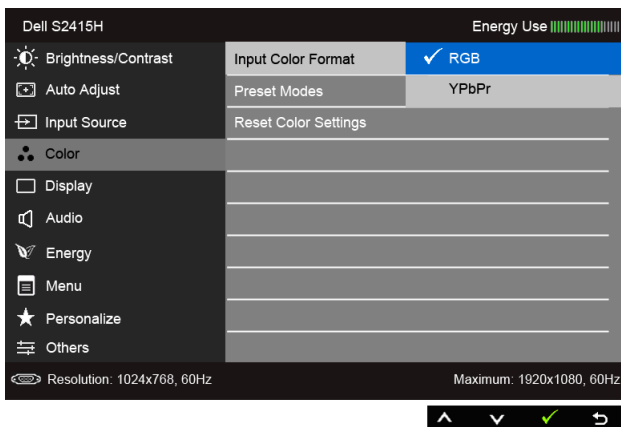 Dell S2415H Energy Use
Brightness/Contrast Input Color Format RGB
Auto Adjust Preset Modes YPbPr
Input Source Reset Color Settings
Color
Display
Audio
Energy
Menu
Personalize
Others
Resolution: 1024x768, 60Hz Maximum: 1920x1080, 60Hz